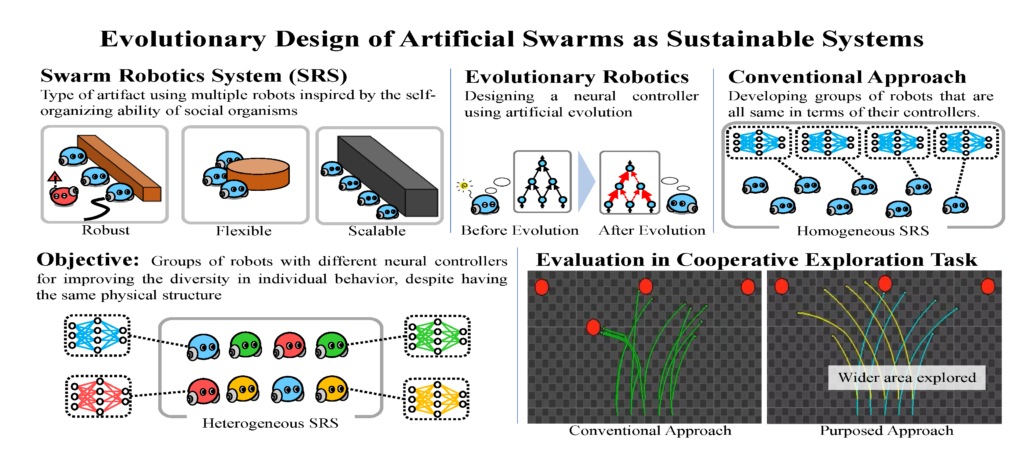 Evolutionary Design of Artificial Swarms as Sustainable Systems
Swarm Robotics System (SRS)
Type of artifact using multiple robots inspired by the self-
organizing ability of social organisms
Robust
Flexible
Scalable
Evolutionary Robotics
Designing a neural controller
using artificial evolution
Before Evolution
After Evolution
Conventional Approach
Developing groups of robots that are
all same in terms of their controllers.
Homogeneous SRS
Objective: Groups of robots with different neural controllers
for improving the diversity in individual behavior, despite having
the same physical structure
Heterogeneous SRS
Evaluation in Cooperative Exploration Task
Wider area explored
Conventional Approach
Purposed Approach